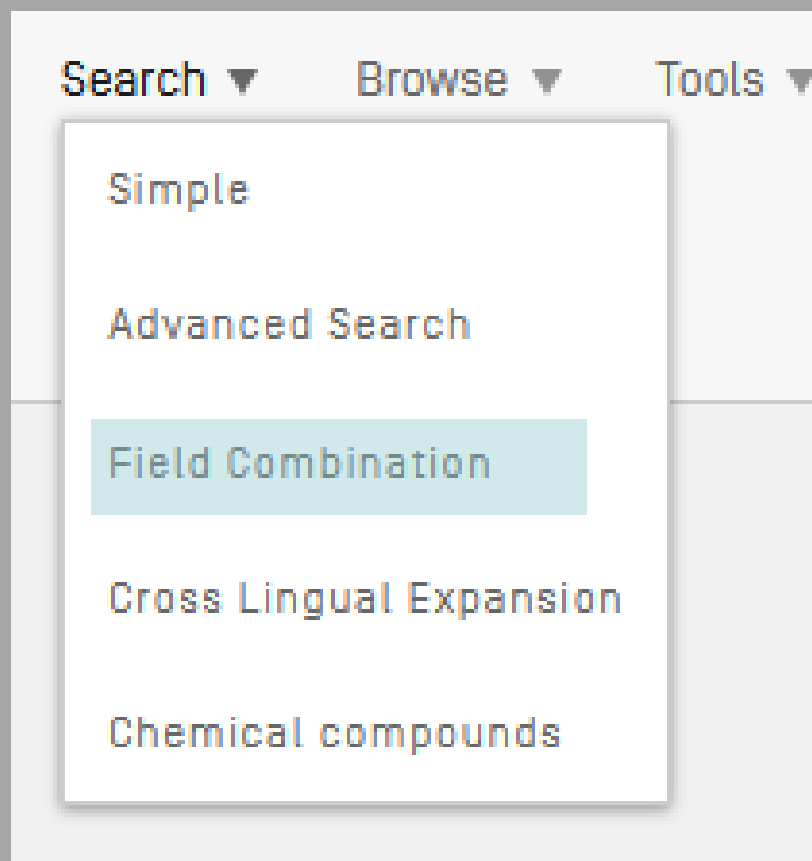 Search ▼ Browse ▼ Tools ▼
Simple
Advanced Search
Field Combination
Cross Lingual Expansion
Chemical compounds